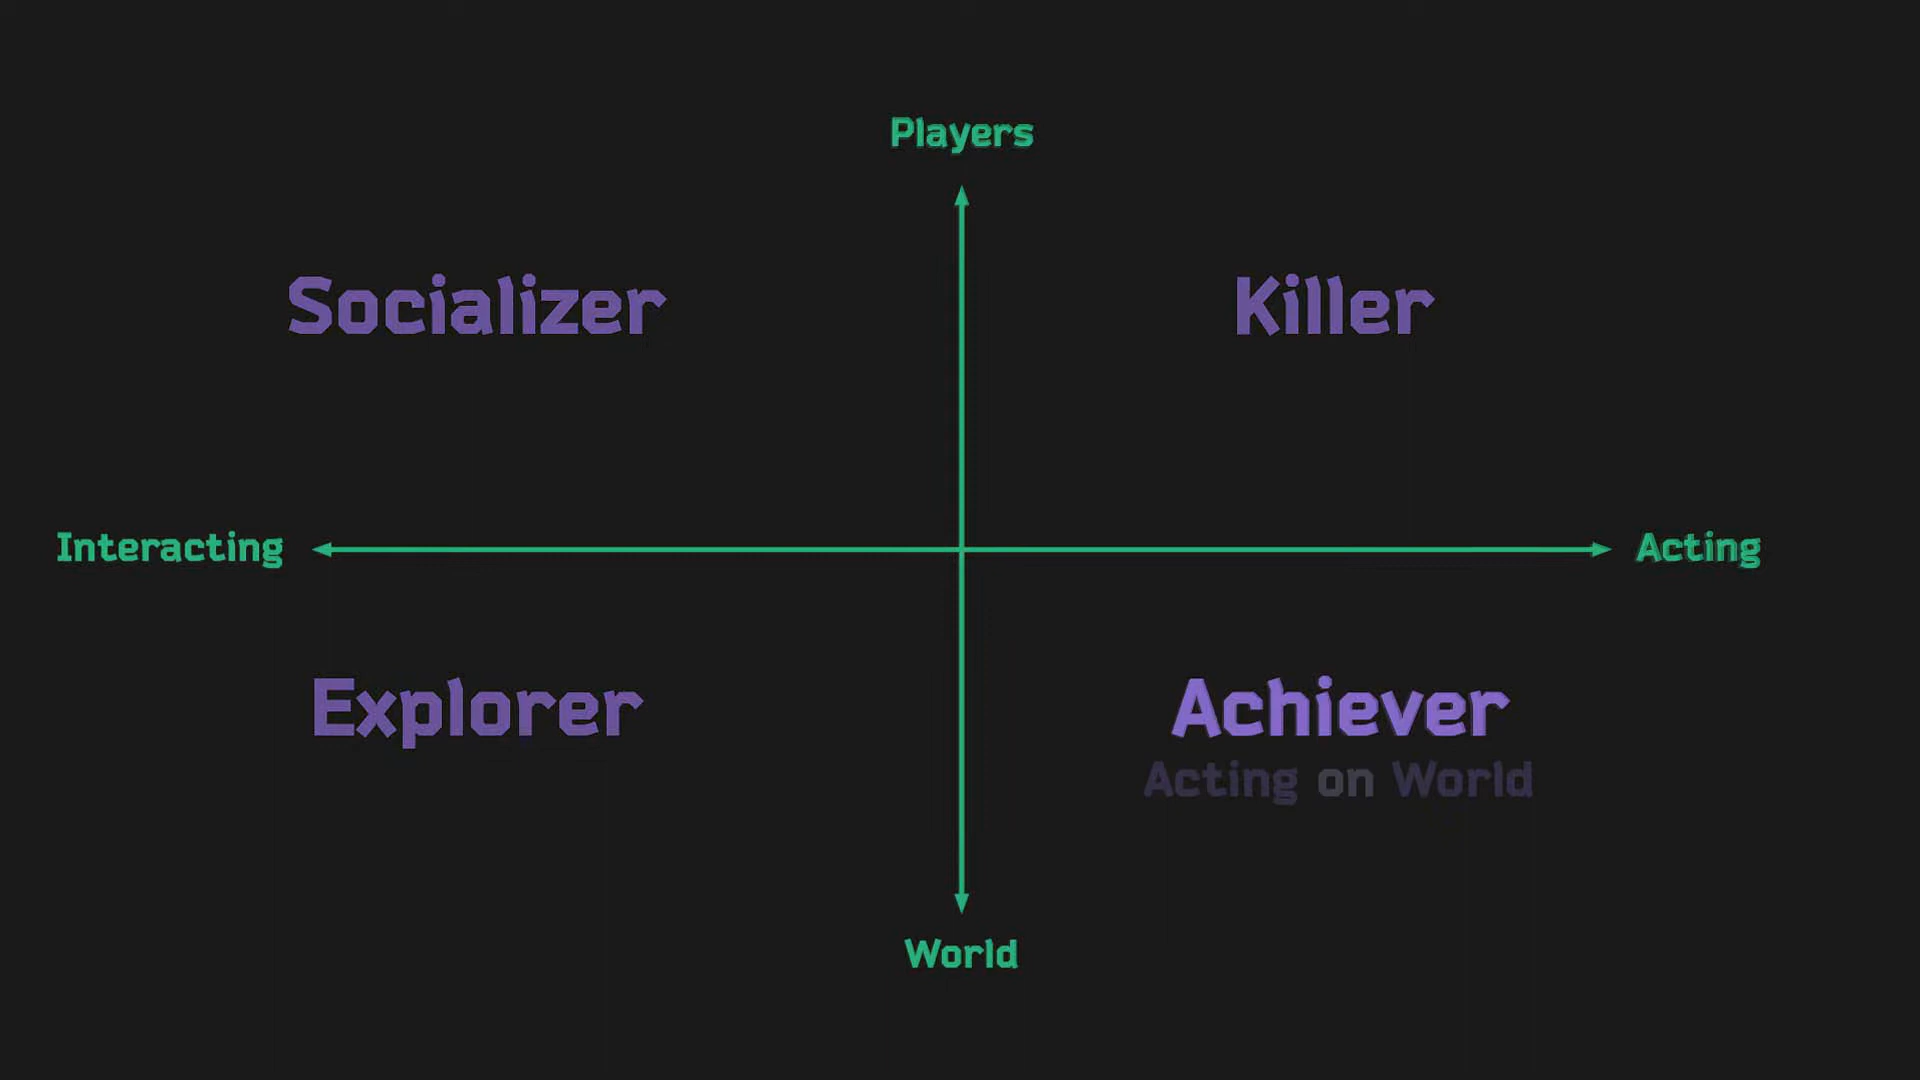 Players
Socializer
Killer
Interacting
Acting
Explorer
Achiever
Acting on World
World